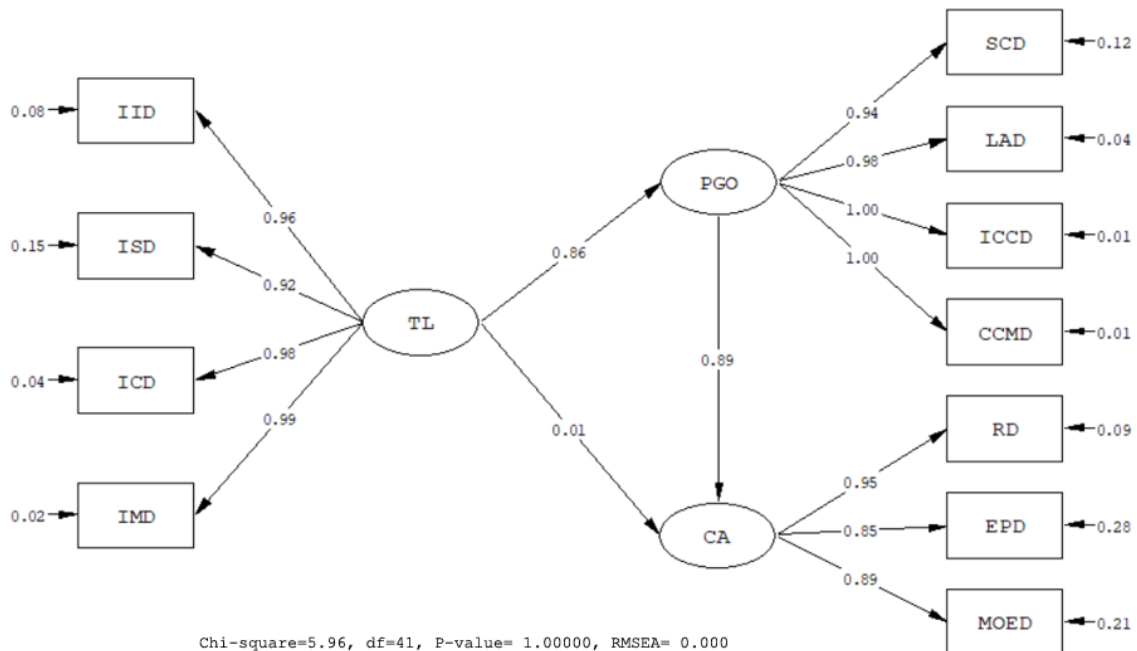 SCD
0.12
IID
0.08
0.94
LAD
0.04
0.98
PGO
0.96
1.00
ICCD
0.01
ISD
0.15
0.92
0.86
1.00
TL
CCMD
0.01
0.98
0.89
ICD
0.04
0.99
0.01
RD
0.09
0.95
IMD
0.02
CA
0.85
EPD
0.28
0.89
MOED
0.21
Chi-square=5.96, df=41, P-value= 1.00000, RMSEA= 0.000